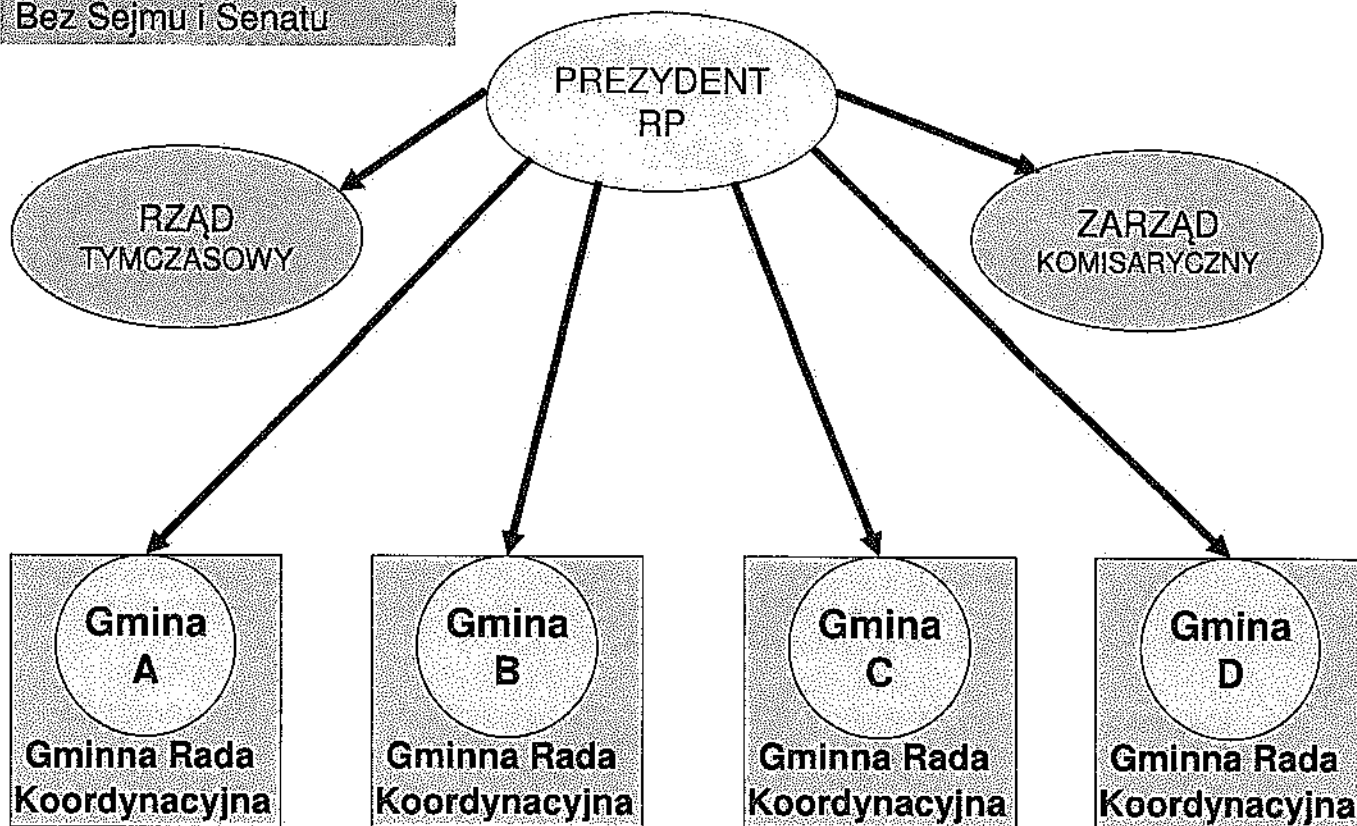 Bez Sejmu i Senatu
PREZYDENT
RP
RZĄD
TYMCZASOWY
ZARZĄD
KOMISARYCZNY
Gmina
A
Gminna Rada
Koordynacyjna
Gmina
B
Gminna Rada
Koordynacyjna
Gmina
C
Gminna Rada
Koordynacyjna
Gmina
D
Gminna Rada
Koordynacyjna